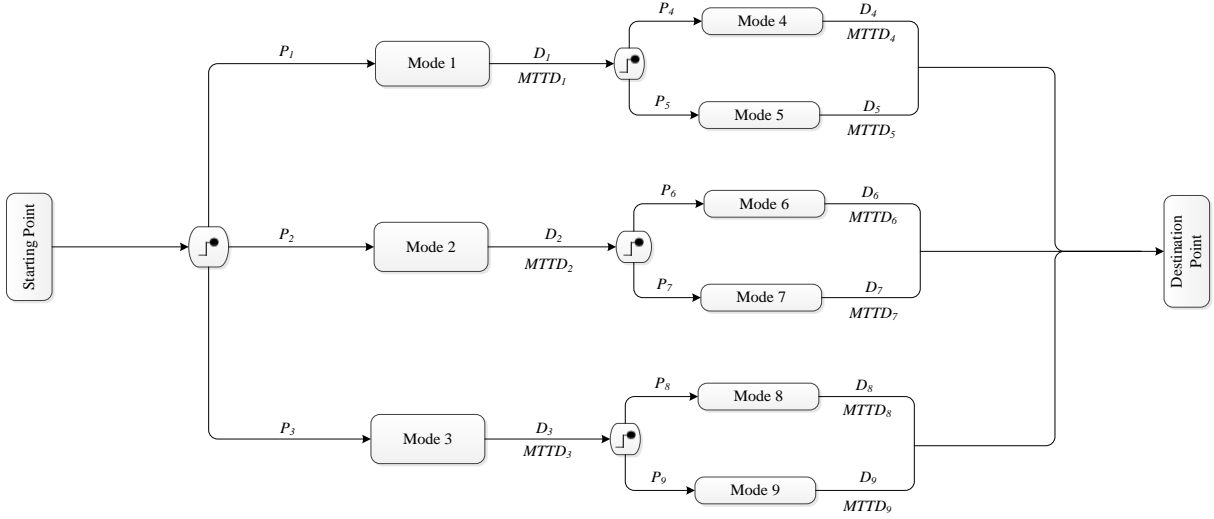 Starting Point
P1
Mode 1
D1
MTTD1
P4
Mode 4
D4
MTTD4
P5
Mode 5
D5
MTTD5
P2
Mode 2
D2
MTTD2
P6
Mode 6
D6
MTTD6
P7
Mode 7
D7
MTTD7
P3
Mode 3
D3
MTTD3
P8
Mode 8
D8
MTTD8
P9
Mode 9
D9
MTTD9
Destination
Point